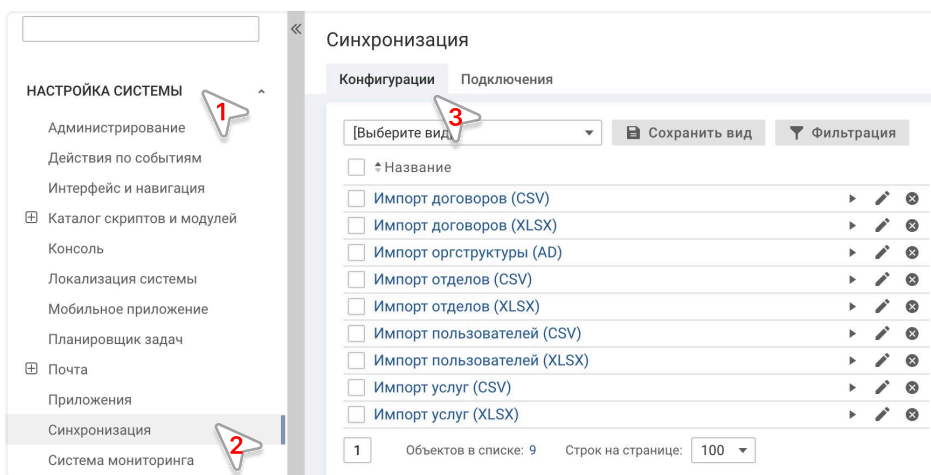 НАСТРОЙКА СИСТЕМЫ
1
Администрирование
Действия по событиям
Интерфейс и навигация
Каталог скриптов и модулей
Консоль
Локализация системы
Мобильное приложение
Планировщик задач
Почта
Приложения
Синхронизация
2
Система мониторинга
Синхронизация
Конфигурации Подключения
3
[Выберите вид] Сохранить вид Фильтрация
Название
Импорт договоров (CSV)
Импорт договоров (XLSX)
Импорт оргструктуры (AD)
Импорт отделов (CSV)
Импорт отделов (XLSX)
Импорт пользователей (CSV)
Импорт пользователей (XLSX)
Импорт услуг (CSV)
Импорт услуг (XLSX)
1 Объектов в списке: 9 Строк на странице: 100